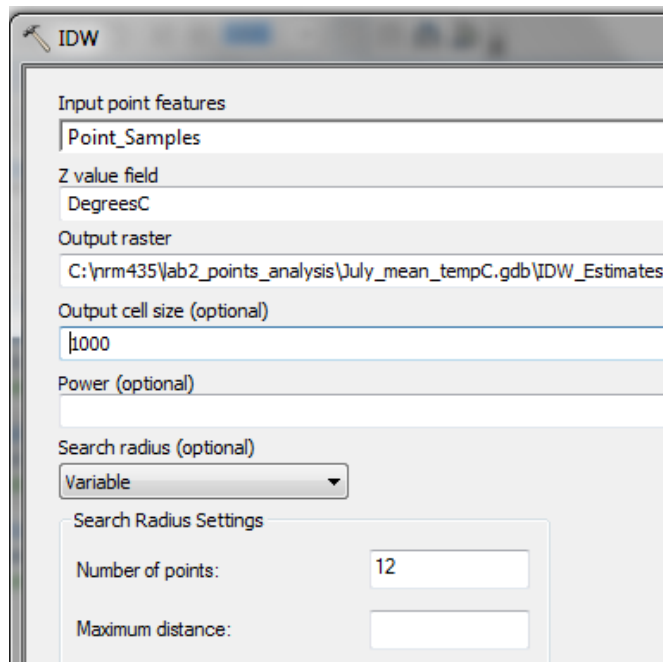 IDW
Input point features
Point_Samples
Z value field
DegreesC
Output raster
C:\nrm435\lab2_points_analysis\July_mean_tempC.gdb\IDW_Estimates
Output cell size (optional)
1000
Power (optional)
Search radius (optional)
Variable
Search Radius Settings
Number of points: 12
Maximum distance: